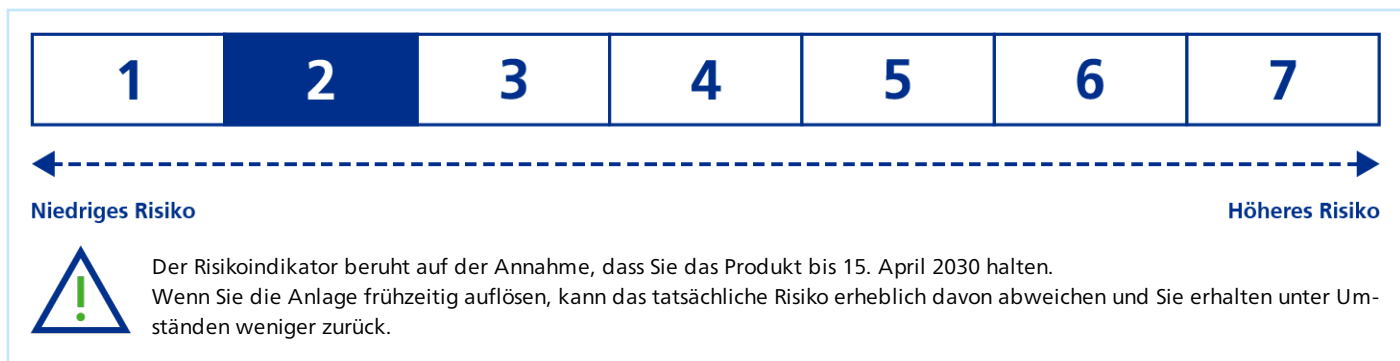 1 2 3 4 5 6 7
Niedriges Risiko Höheres Risiko
Der Risikoindikator beruht auf der Annahme, dass Sie das Produkt bis 15. April 2030 halten.
Wenn Sie die Anlage frühzeitig auflösen, kann das tatsächliche Risiko erheblich davon abweichen und Sie erhalten unter Um-
ständen weniger zurück.